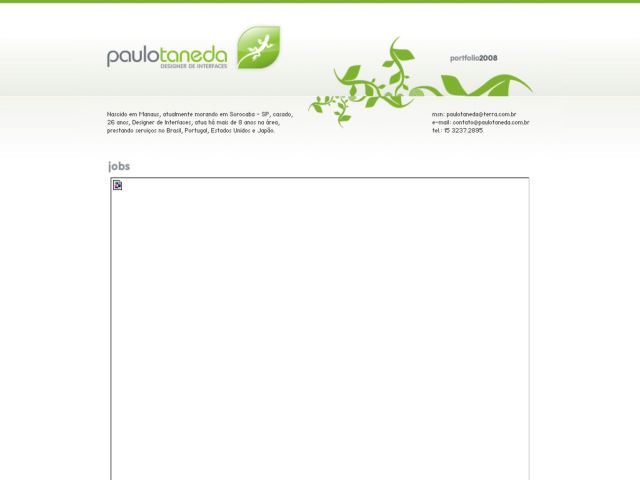 paulotaneda
DESIGNER DE INTERFACES
portfolio2008
Nascido em Manaus, atualmente morando em Sorocaba - SP, casado,
26 anos, Designer de Interfaces, atua há mais de 8 anos na área,
prestando serviços no Brasil, Portugal, Estados Unidos e Japão.
msn: paulotaneda@terra.com.br
e-mail: contato@paulotaneda.com.br
tel.: 15 3237.2895
jobs